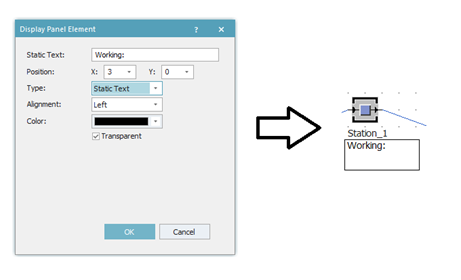 Display Panel Element ? ×
Static Text: Working:
Position: X: 3 Y: 0
Type: Static Text
Alignment: Left
Color:
Transparent
OK Cancel
Station_1
Working: